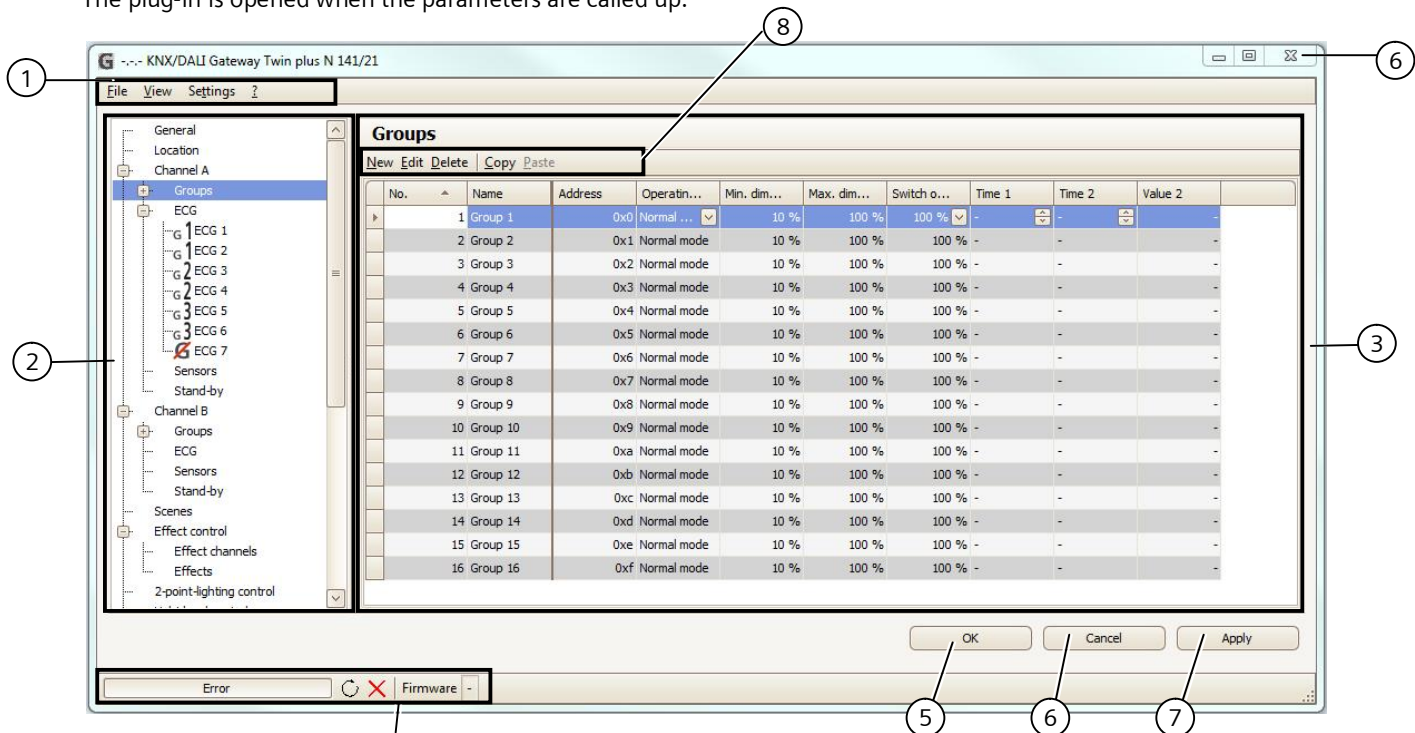 The plug-in is opened when the parameters are called up.
8
G -.-.- KNX/DALI Gateway Twin plus N 141/21
6
1
File View Settings ?
General
Location
Channel A
Groups
ECG
G 1 ECG 1
G 1 ECG 2
G 2 ECG 3
G 2 ECG 4
G 3 ECG 5
G 3 ECG 6
G ECG 7
Sensors
Stand-by
Channel B
Groups
ECG
Sensors
Stand-by
Scenes
Effect control
Effect channels
Effects
2-point-lighting control
2
Groups
New Edit Delete Copy Paste
No. Name Address Operatin... Min. dim... Max. dim... Switch o... Time 1 Time 2 Value 2
1 Group 1 0x0 Normal ... 10 % 100 % 100 % - - -
2 Group 2 0x1 Normal mode 10 % 100 % 100 % - - -
3 Group 3 0x2 Normal mode 10 % 100 % 100 % - - -
4 Group 4 0x3 Normal mode 10 % 100 % 100 % - - -
5 Group 5 0x4 Normal mode 10 % 100 % 100 % - - -
6 Group 6 0x5 Normal mode 10 % 100 % 100 % - - -
7 Group 7 0x6 Normal mode 10 % 100 % 100 % - - -
8 Group 8 0x7 Normal mode 10 % 100 % 100 % - - -
9 Group 9 0x8 Normal mode 10 % 100 % 100 % - - -
10 Group 10 0x9 Normal mode 10 % 100 % 100 % - - -
11 Group 11 0xa Normal mode 10 % 100 % 100 % - - -
12 Group 12 0xb Normal mode 10 % 100 % 100 % - - -
13 Group 13 0xc Normal mode 10 % 100 % 100 % - - -
14 Group 14 0xd Normal mode 10 % 100 % 100 % - - -
15 Group 15 0xe Normal mode 10 % 100 % 100 % - - -
16 Group 16 0xf Normal mode 10 % 100 % 100 % - - -
3
OK Cancel Apply
Error Firmware -
5 6 7